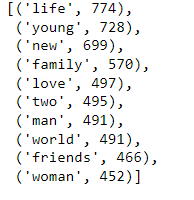 [('life', 774),
('young', 728),
('new', 699),
('family', 570),
('love', 497),
('two', 495),
('man', 491),
('world', 491),
('friends', 466),
('woman', 452)]